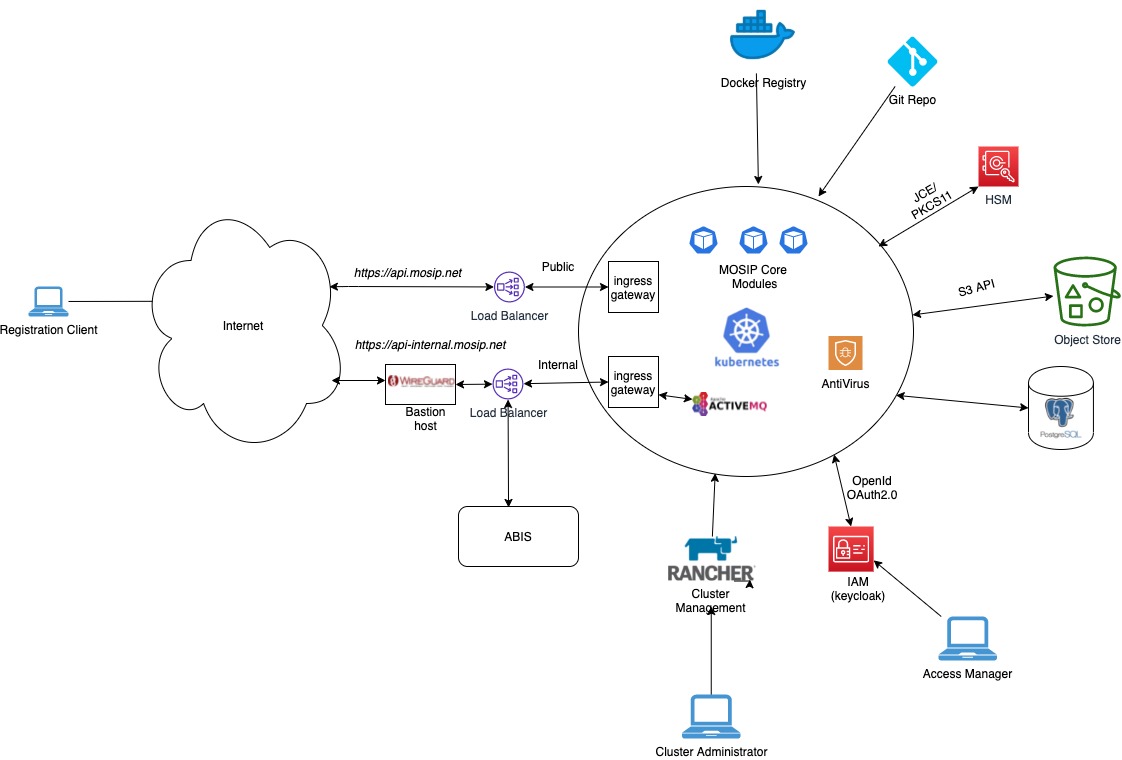 Docker Registry
Git Repo
JCE/
PKCS11
HSM
MOSIP Core
Modules
https://api.mosip.net
Public
ingress
gateway
Load Balancer
S3 API
Object Store
Registration Client
Internet
kubernetes
AntiVirus
https://api-internal.mosip.net
Internal
WIREGUARD
Bastion
host
Load Balancer
ingress
gateway
ACTIVEMQ
PostgreSQL
OpenId
OAuth2.0
ABIS
RANCHER
Cluster
Management
IAM
(keycloak)
Access Manager
Cluster Administrator